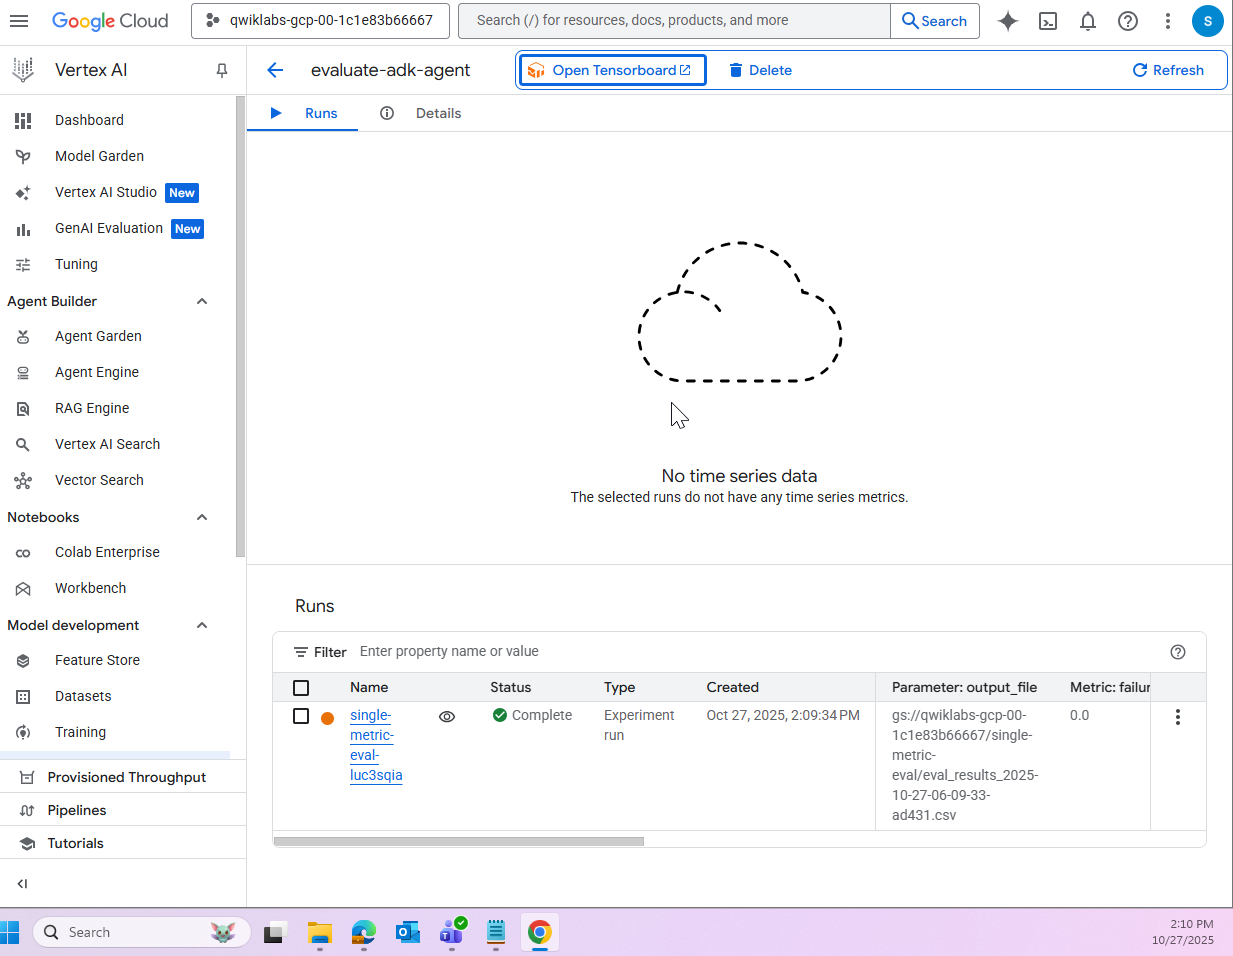 Google Cloud
qwiklabs-gcp-00-1c1e83b66667
Search (/) for resources, docs, products, and more
Search
S
Vertex AI
evaluate-adk-agent
Open Tensorboard
Delete
Refresh
Runs
Details
Dashboard
Model Garden
Vertex AI Studio New
GenAI Evaluation New
Tuning
Agent Builder
Agent Garden
Agent Engine
RAG Engine
Vertex AI Search
Vector Search
Notebooks
Colab Enterprise
Workbench
Model development
Feature Store
Datasets
Training
Provisioned Throughput
Pipelines
Tutorials
No time series data
The selected runs do not have any time series metrics.
Runs
Filter Enter property name or value
Name Status Type Created Parameter: output_file Metric: failur
single-
metric-
eval-
luc3sqia
Complete
Experiment
run
Oct 27, 2025, 2:09:34 PM
gs://qwiklabs-gcp-00-
1c1e83b66667/single-
metric-
eval/eval_results_2025-
10-27-06-09-33-
ad431.csv
0.0
Search
2:10 PM
10/27/2025